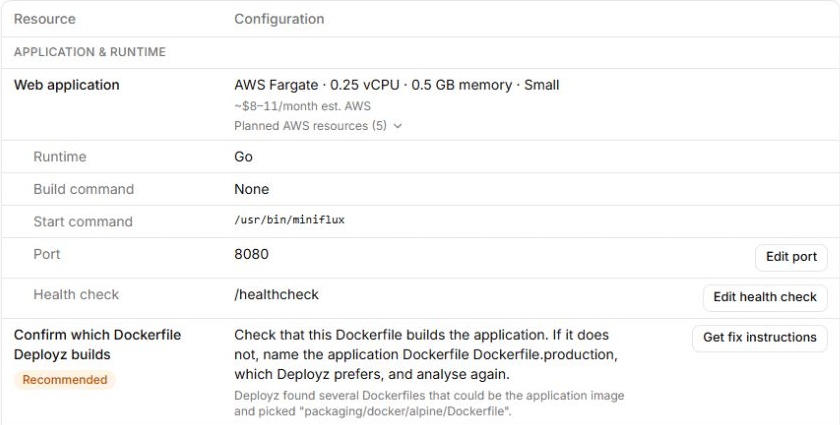 Resource Configuration
APPLICATION & RUNTIME
Web application AWS Fargate · 0.25 vCPU · 0.5 GB memory · Small
~$8–11/month est. AWS
Planned AWS resources (5)
Runtime Go
Build command None
Start command /usr/bin/miniflux
Port 8080 Edit port
Health check /healthcheck Edit health check
Confirm which Dockerfile
Deployz builds
Recommended
Check that this Dockerfile builds the application. If it does
not, name the application Dockerfile Dockerfile.production,
which Deployz prefers, and analyse again.
Deployz found several Dockerfiles that could be the application image
and picked "packaging/docker/alpine/Dockerfile".
Get fix instructions